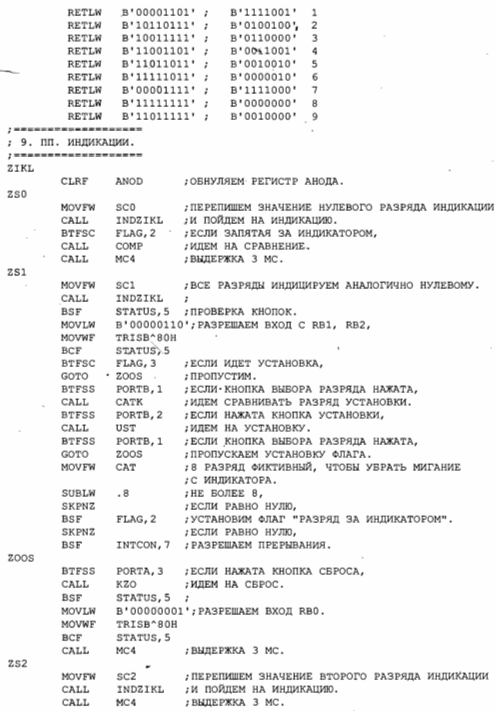 RETLW B'00001101' ; B'1111001' 1
RETLW B'10110111' ; B'0100100', 2
RETLW B'10011111' ; B'0110000' 3
RETLW B'11001101' ; B'0011001' 4
RETLW B'11011011' ; B'0010010' 5
RETLW B'11111011' ; B'0000010' 6
RETLW B'00001111' ; B'1111000' 7
RETLW B'11111111' ; B'0000000' 8
RETLW B'11011111' ; B'0010000' 9
;====================
; 9. ПП. ИНДИКАЦИИ.
;====================
ZIKL
CLRF ANOD ;ОБНУЛЯЕМ РЕГИСТР АНОДА.
ZS0
MOVFW SC0 ;ПЕРЕПИШЕМ ЗНАЧЕНИЕ НУЛЕВОГО РАЗРЯДА ИНДИКАЦИИ
CALL INDZIKL ;И ПОЙДЕМ НА ИНДИКАЦИЮ.
BTFSC FLAG,2 ;ЕСЛИ ЗАПЯТАЯ ЗА ИНДИКАТОРОМ,
CALL COMP ;ИДЕМ НА СРАВНЕНИЕ.
CALL MC4 ;ВЫДЕРЖКА 3 МС.
ZS1
MOVFW SC1 ;ВСЕ РАЗРЯДЫ ИНДИЦИРУЕМ АНАЛОГИЧНО НУЛЕВОМУ.
CALL INDZIKL ;
BSF STATUS,5 ;ПРОВЕРКА КНОПОК.
MOVLW B'00000110';РАЗРЕШАЕМ ВХОД С RB1, RB2,
MOVWF TRISB^80H
BCF STATUS,5
BTFSC FLAG,3 ;ЕСЛИ ИДЕТ УСТАНОВКА,
GOTO ZOOS ;ПРОПУСТИМ.
BTFSS PORTB,1 ;ЕСЛИ КНОПКА ВЫБОРА РАЗРЯДА НАЖАТА,
CALL CATK ;ИДЕМ СРАВНИВАТЬ РАЗРЯД УСТАНОВКИ.
BTFSS PORTB,2 ;ЕСЛИ НАЖАТА КНОПКА УСТАНОВКИ,
CALL UST ;ИДЕМ НА УСТАНОВКУ.
BTFSS PORTB,1 ;ЕСЛИ КНОПКА ВЫБОРА РАЗРЯДА НАЖАТА,
GOTO ZOOS ;ПРОПУСКАЕМ УСТАНОВКУ ФЛАГА.
MOVFW CAT ;8 РАЗРЯД ФИКТИВНЫЙ, ЧТОБЫ УБРАТЬ МИГАНИЕ
;С ИНДИКАТОРА.
SUBLW .8 ;НЕ БОЛЕЕ 8,
SKPNZ ;ЕСЛИ РАВНО НУЛЮ,
BSF FLAG,2 ;УСТАНОВИМ ФЛАГ "РАЗРЯД ЗА ИНДИКАТОРОМ".
SKPNZ ;ЕСЛИ РАВНО НУЛЮ,
BSF INTCON,7 ;РАЗРЕШАЕМ ПРЕРЫВАНИЯ.
ZOOS
BTFSS PORTA,3 ;ЕСЛИ НАЖАТА КНОПКА СБРОСА,
CALL KZO ;ИДЕМ НА СБРОС.
BSF STATUS,5 ;
MOVLW B'00000001';РАЗРЕШАЕМ ВХОД RB0.
MOVWF TRISB^80H
BCF STATUS,5
CALL MC4 ;ВЫДЕРЖКА 3 МС.
ZS2
MOVFW SC2 ;ПЕРЕПИШЕМ ЗНАЧЕНИЕ ВТОРОГО РАЗРЯДА ИНДИКАЦИИ
CALL INDZIKL ;И ПОЙДЕМ НА ИНДИКАЦИЮ.
CALL MC4 ;ВЫДЕРЖКА 3 МС.